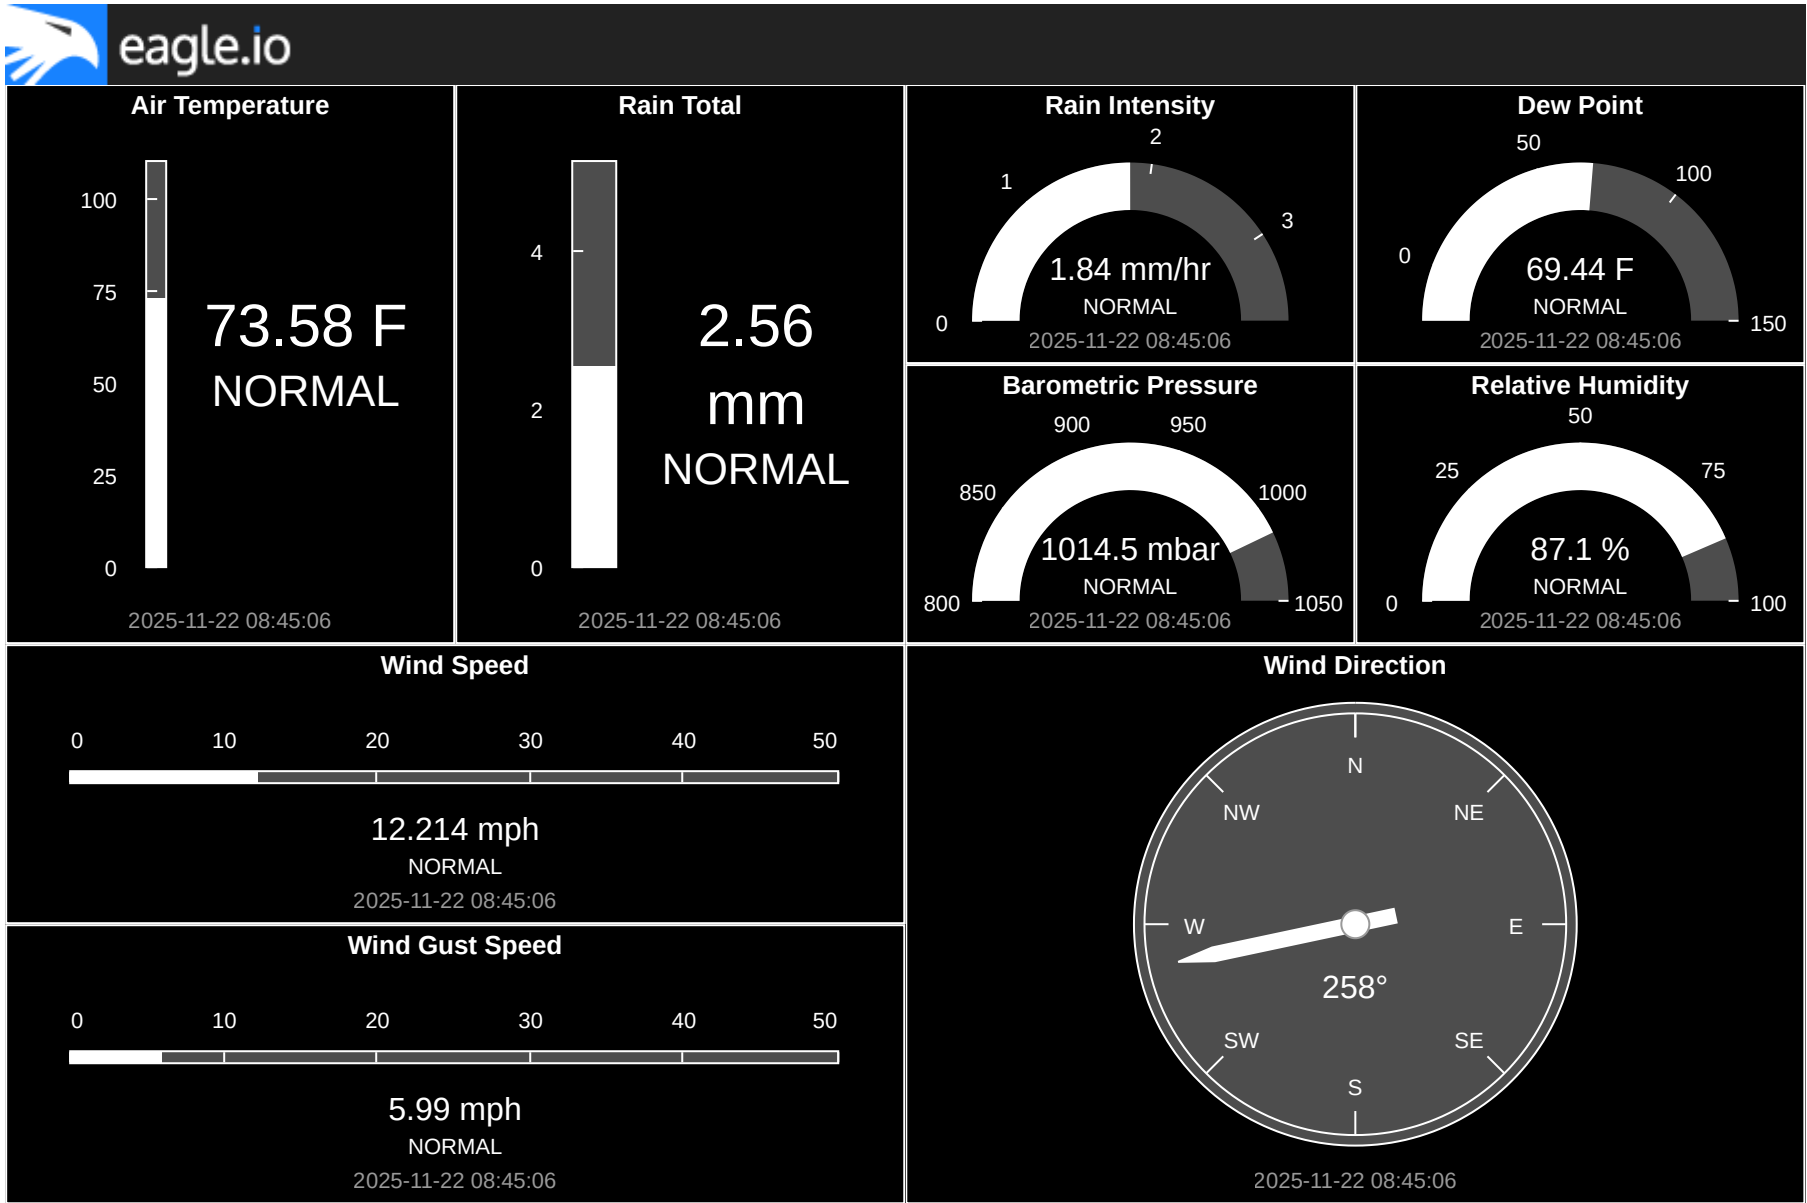 eagle.io
Air Temperature
100
75
50
25
0
73.58 F
NORMAL
2025-11-22 08:45:06
Rain Total
4
2
0
2.56
mm
NORMAL
2025-11-22 08:45:06
Rain Intensity
0
1
2
3
1.84 mm/hr
NORMAL
2025-11-22 08:45:06
Dew Point
0
50
100
150
69.44 F
NORMAL
2025-11-22 08:45:06
Barometric Pressure
800
850
900
950
1000
1050
1014.5 mbar
NORMAL
2025-11-22 08:45:06
Relative Humidity
0
25
50
75
100
87.1 %
NORMAL
2025-11-22 08:45:06
Wind Speed
0 10 20 30 40 50
12.214 mph
NORMAL
2025-11-22 08:45:06
Wind Gust Speed
0 10 20 30 40 50
5.99 mph
NORMAL
2025-11-22 08:45:06
Wind Direction
N
NW NE
W E
258°
SW SE
S
2025-11-22 08:45:06